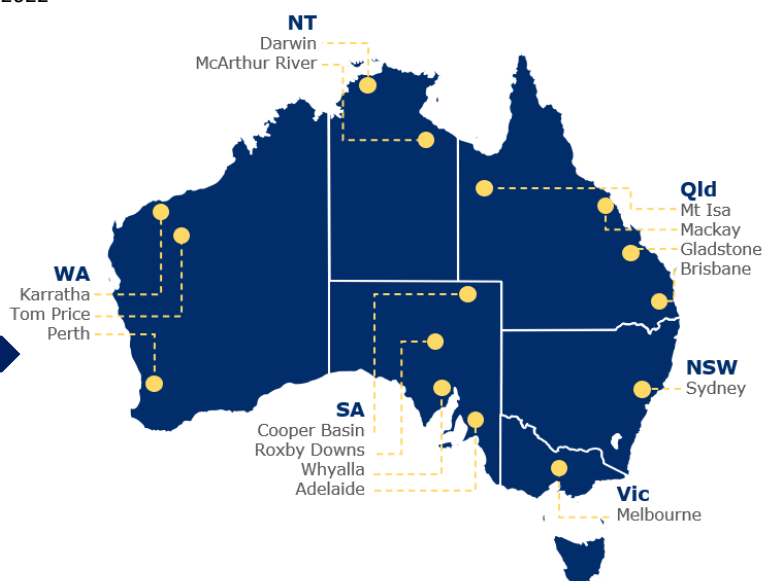 NT
Darwin
McArthur River
Qld
Mt Isa
Mackay
Gladstone
Brisbane
WA
Karratha
Tom Price
Perth
NSW
Sydney
SA
Cooper Basin
Roxby Downs
Whyalla
Adelaide
Vic
Melbourne